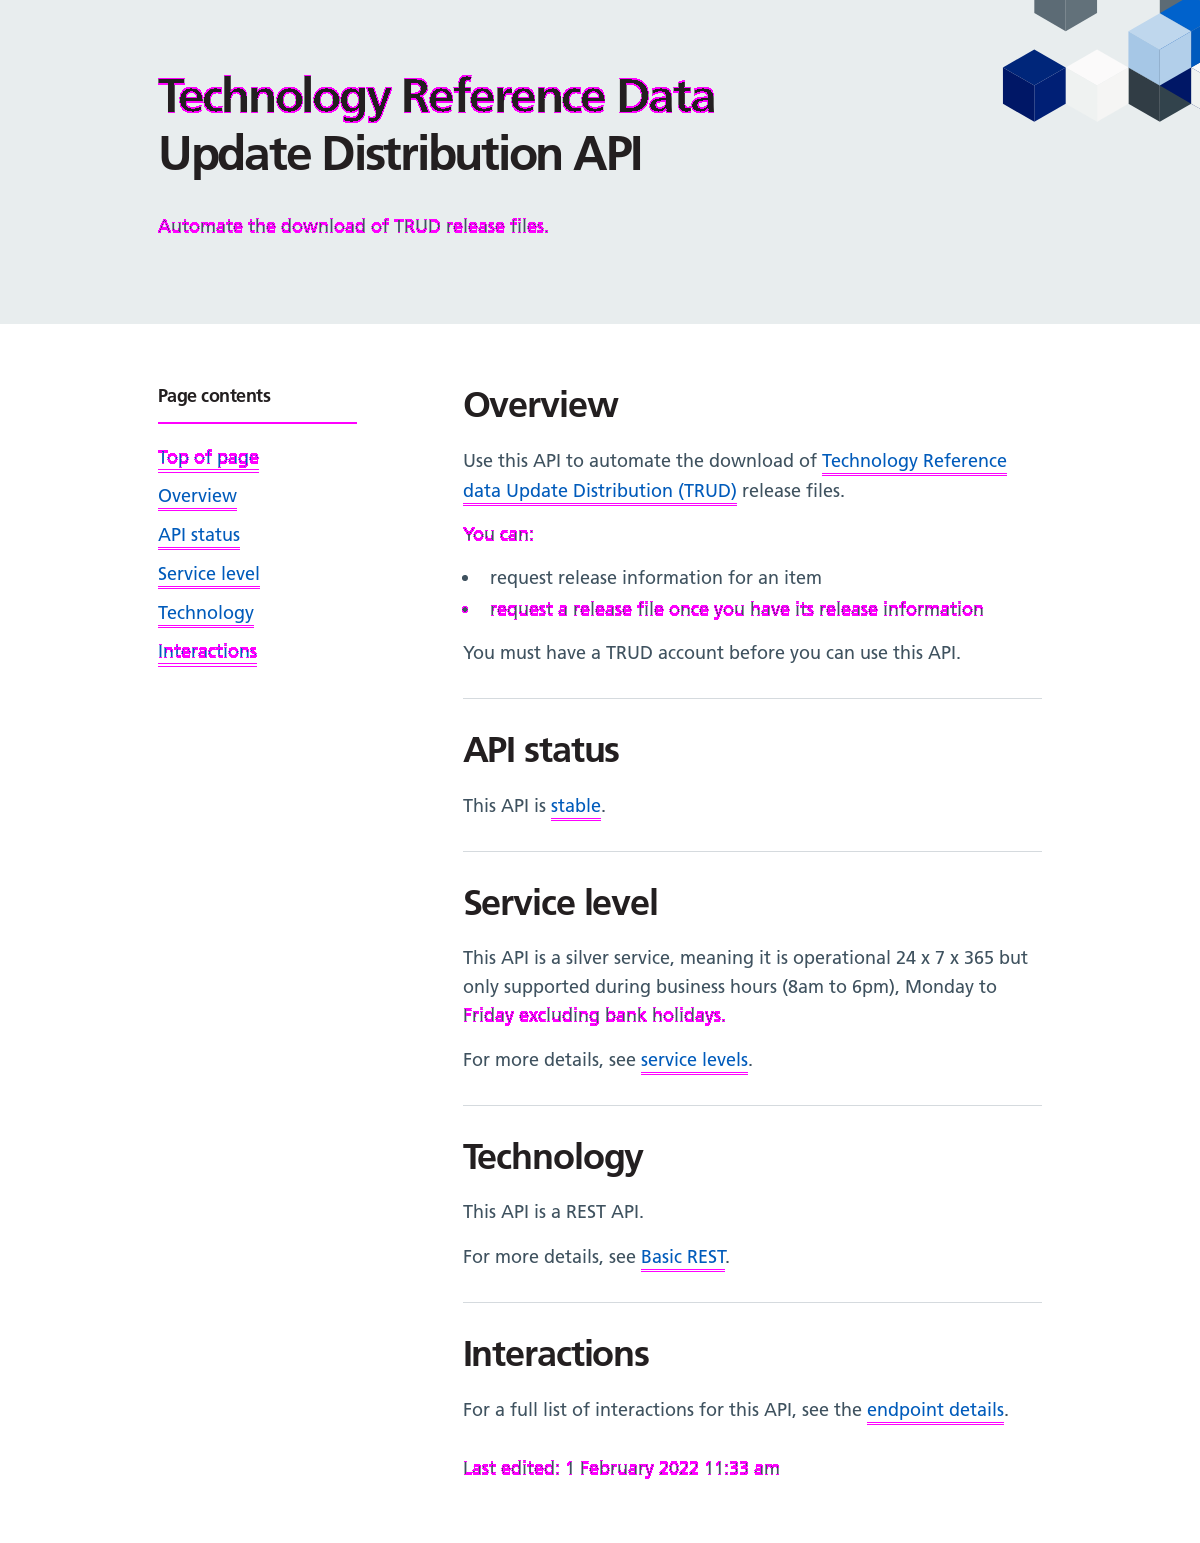 Technology Reference Data
Update Distribution API
Automate the download of TRUD release files.
Page contents
Top of page
Overview
API status
Service level
Technology
Interactions
Overview
Use this API to automate the download of Technology Reference
data Update Distribution (TRUD) release files.
You can:
• request release information for an item
• request a release file once you have its release information
You must have a TRUD account before you can use this API.
API status
This API is stable.
Service level
This API is a silver service, meaning it is operational 24 x 7 x 365 but
only supported during business hours (8am to 6pm), Monday to
Friday excluding bank holidays.
For more details, see service levels.
Technology
This API is a REST API.
For more details, see Basic REST.
Interactions
For a full list of interactions for this API, see the endpoint details.
Last edited: 1 February 2022 11:33 am